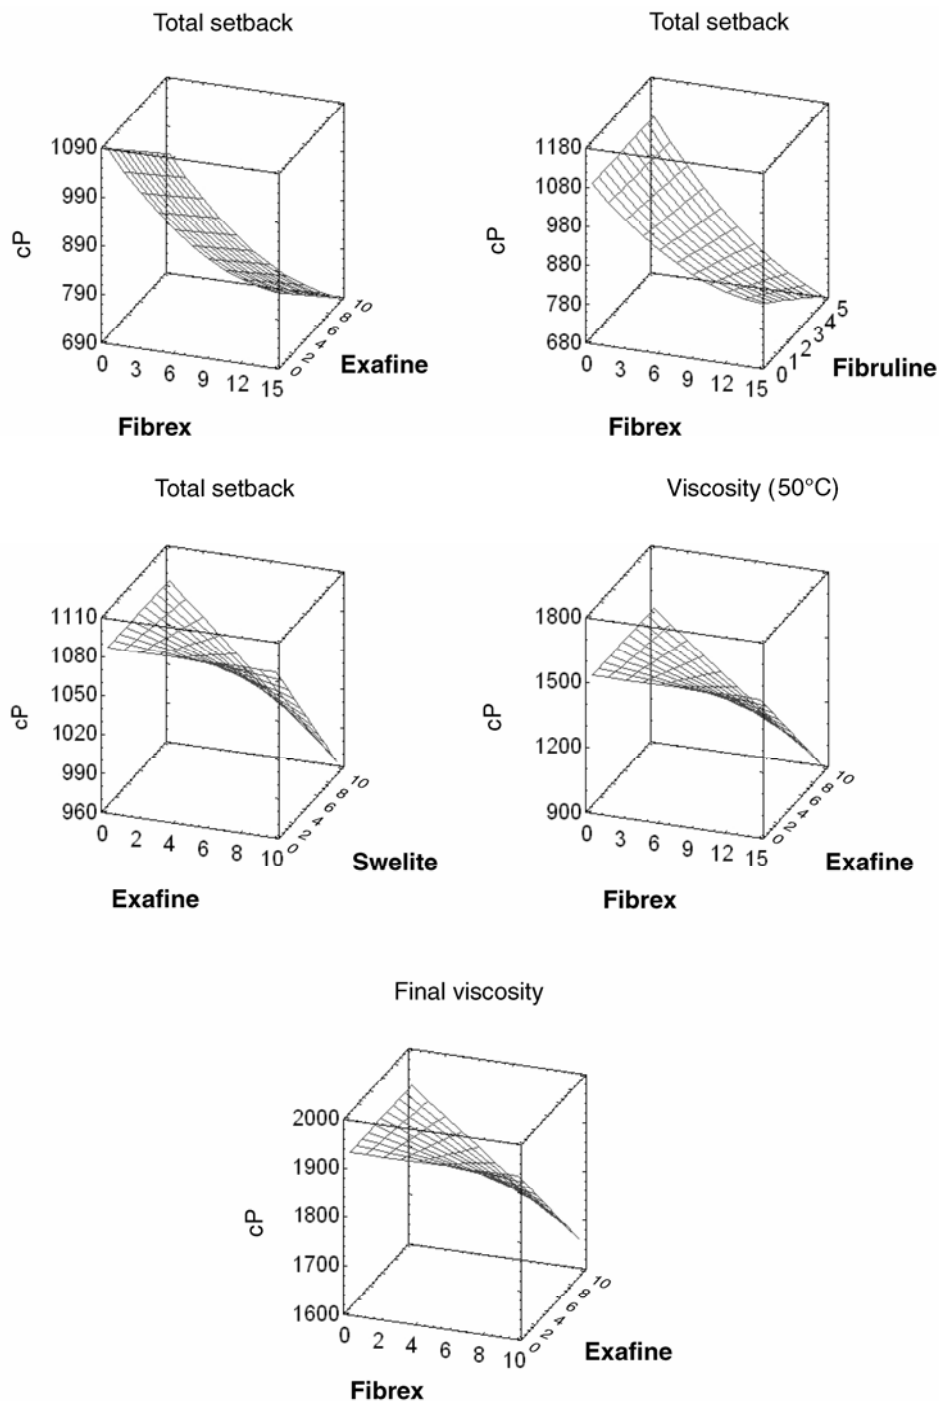 Total setback
1090
990
890
790
690
cP
0 3 6 9 12 15
0 2 4 6 8 10
Exafine
Fibrex
Total setback
1180
1080
980
880
780
680
cP
0 3 6 9 12 15
0 1 2 3 4 5
Fibruline
Fibrex
Total setback
1110
1080
1050
1020
990
960
cP
0 2 4 6 8 10
0 2 4 6 8 10
Swelite
Exafine
Viscosity (50°C)
1800
1500
1200
900
cP
0 3 6 9 12 15
0 2 4 6 8 10
Exafine
Fibrex
Final viscosity
2000
1900
1800
1700
1600
cP
0 2 4 6 8 10
0 2 4 6 8 10
Exafine
Fibrex